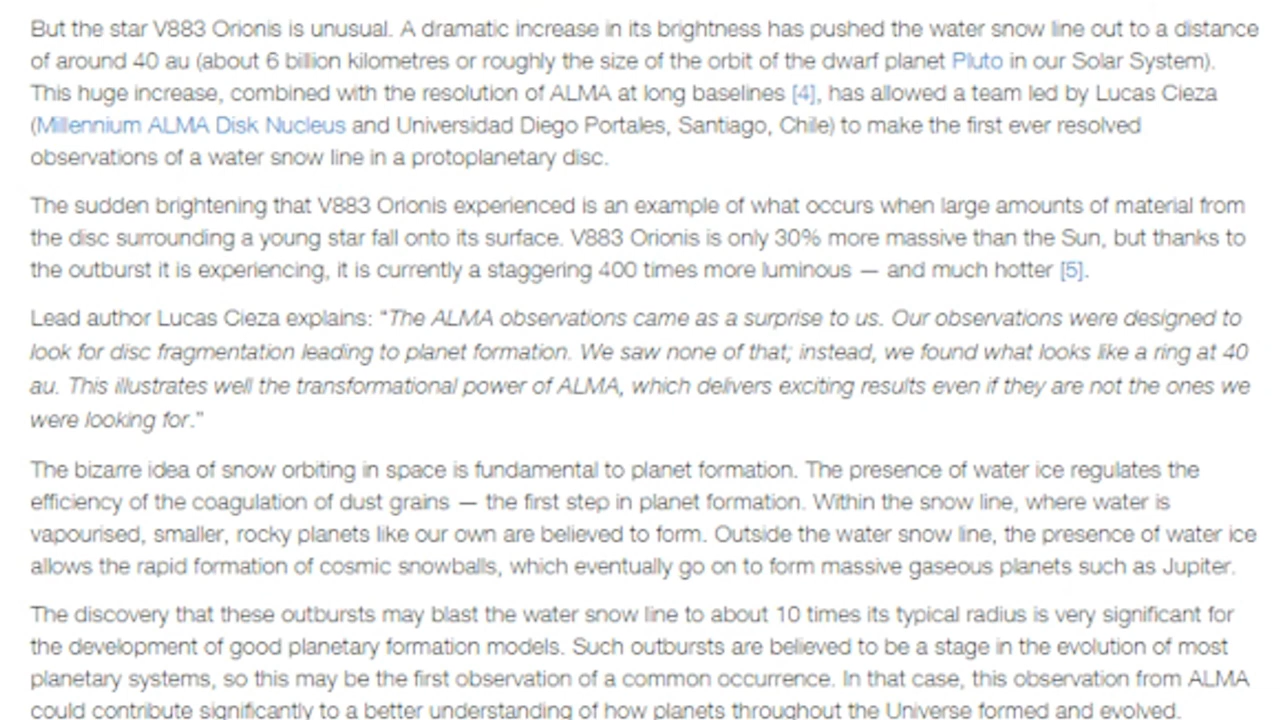 But the star V883 Orionis is unusual. A dramatic increase in its brightness has pushed the water snow line out to a distance
of around 40 au (about 6 billion kilometres or roughly the size of the orbit of the dwarf planet Pluto in our Solar System).
This huge increase, combined with the resolution of ALMA at long baselines [4], has allowed a team led by Lucas Cieza
(Millennium ALMA Disk Nucleus and Universidad Diego Portales, Santiago, Chile) to make the first ever resolved
observations of a water snow line in a protoplanetary disc.
The sudden brightening that V883 Orionis experienced is an example of what occurs when large amounts of material from
the disc surrounding a young star fall onto its surface. V883 Orionis is only 30% more massive than the Sun, but thanks to
the outburst it is experiencing, it is currently a staggering 400 times more luminous — and much hotter [5].
Lead author Lucas Cieza explains: “The ALMA observations came as a surprise to us. Our observations were designed to
look for disc fragmentation leading to planet formation. We saw none of that; instead, we found what looks like a ring at 40
au. This illustrates well the transformational power of ALMA, which delivers exciting results even if they are not the ones we
were looking for.”
The bizarre idea of snow orbiting in space is fundamental to planet formation. The presence of water ice regulates the
efficiency of the coagulation of dust grains — the first step in planet formation. Within the snow line, where water is
vapourised, smaller, rocky planets like our own are believed to form. Outside the water snow line, the presence of water ice
allows the rapid formation of cosmic snowballs, which eventually go on to form massive gaseous planets such as Jupiter.
The discovery that these outbursts may blast the water snow line to about 10 times its typical radius is very significant for
the development of good planetary formation models. Such outbursts are believed to be a stage in the evolution of most
planetary systems, so this may be the first observation of a common occurrence. In that case, this observation from ALMA
could contribute significantly to a better understanding of how planets throughout the Universe formed and evolved.